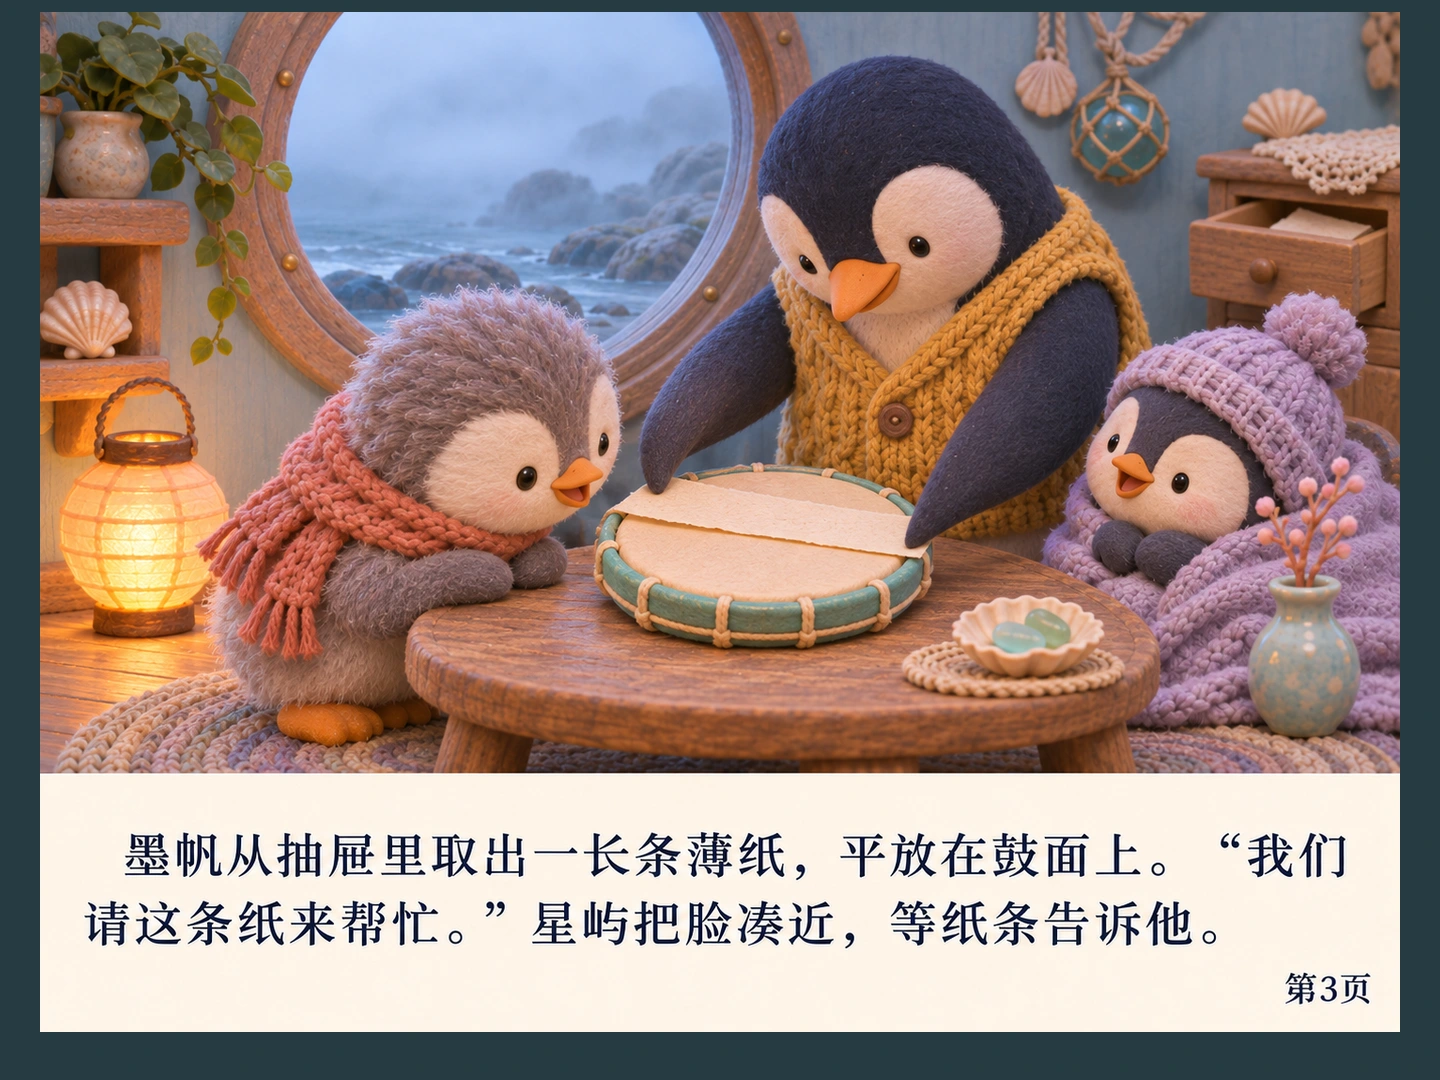 墨帆从抽屉里取出一长条薄纸，平放在鼓面上。“我们
请这条纸来帮忙。”星屿把脸凑近，等纸条告诉他。
第3页